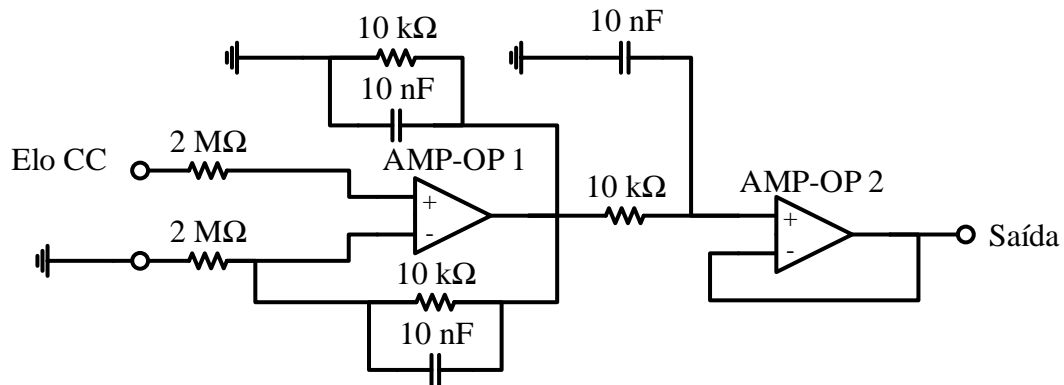 10 kΩ
10 nF
10 nF
2 MΩ
Elo CC
AMP-OP 1
+
-
10 kΩ
AMP-OP 2
+
-
Saída
2 MΩ
10 kΩ
10 nF